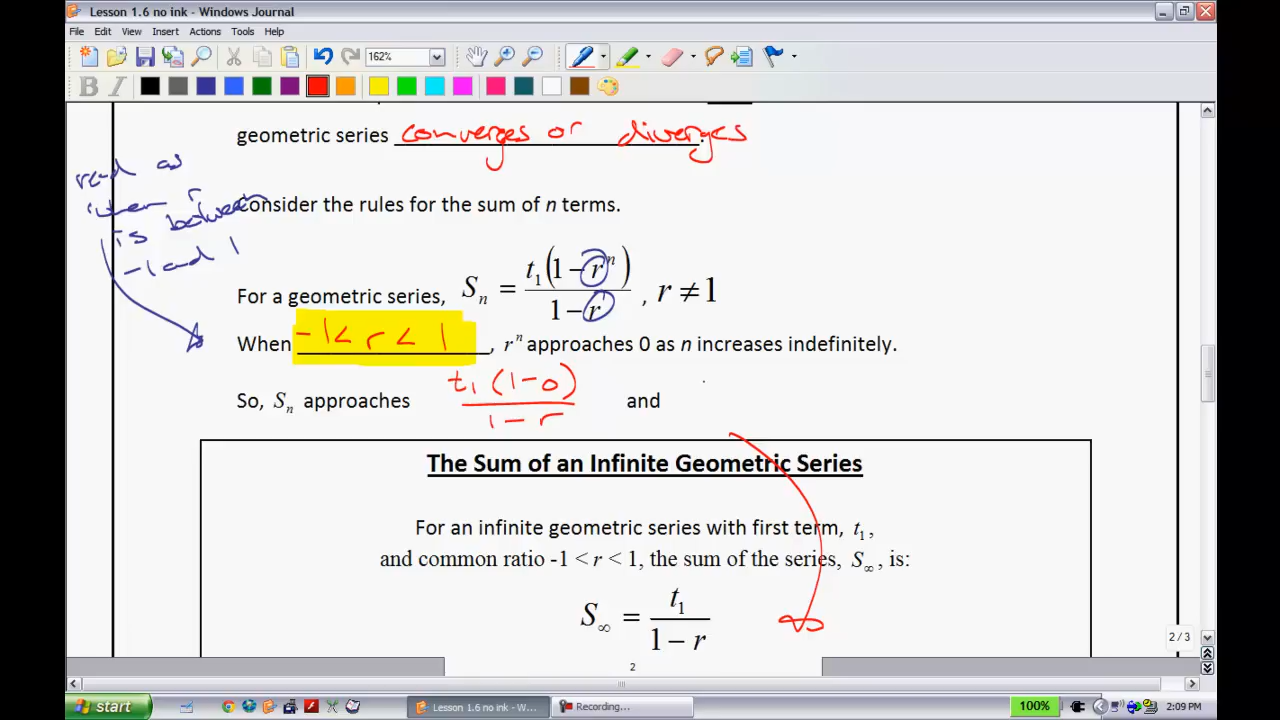 Lesson 1.6 no ink - Windows Journal
File Edit View Insert Actions Tools Help
162%
B I
geometric series converges or diverges.
read as
"when r
is between
-1 and 1
Consider the rules for the sum of n terms.
For a geometric series, Sₙ = t₁(1 − rⁿ) / 1 − r , r ≠ 1
When -1 < r < 1, rⁿ approaches 0 as n increases indefinitely.
So, Sₙ approaches t₁(1-0) / 1 - r and
The Sum of an Infinite Geometric Series
For an infinite geometric series with first term, t₁,
and common ratio -1 < r < 1, the sum of the series, S∞, is:
S∞ = t₁ / 1 − r
2
2/3
start Lesson 1.6 no ink - W... Recording... 100% 2:09 PM